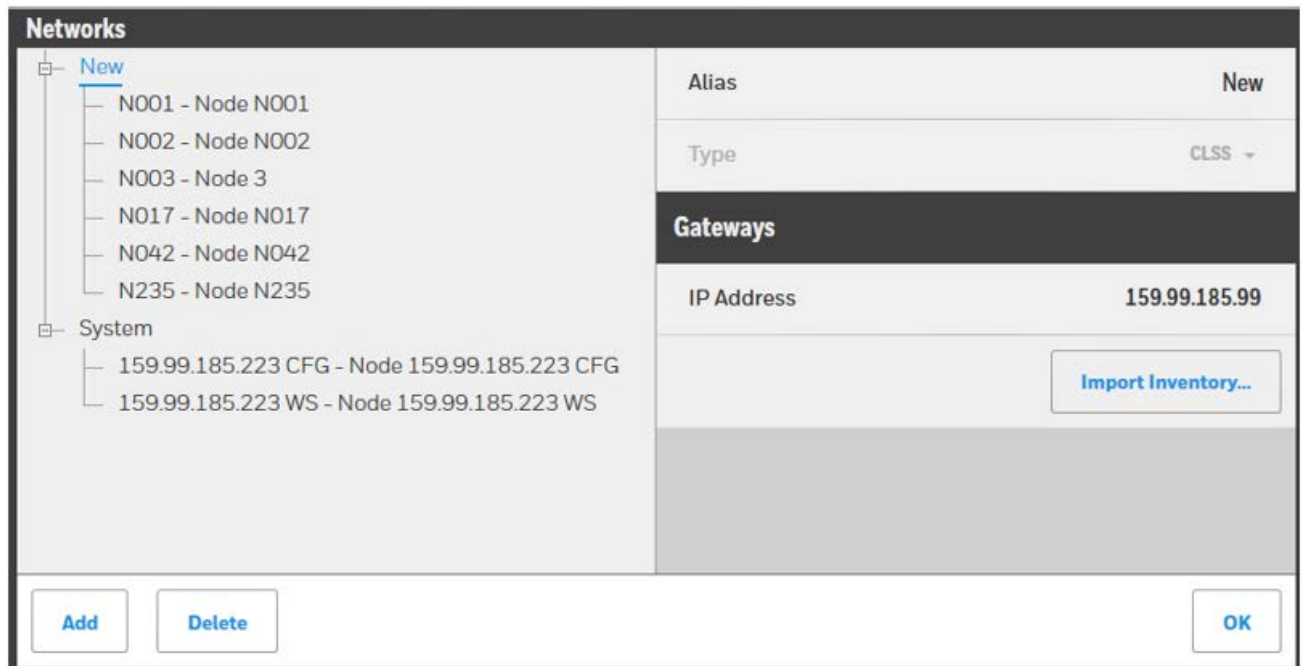 Networks
New
N001 - Node N001
N002 - Node N002
N003 - Node 3
N017 - Node N017
N042 - Node N042
N235 - Node N235
System
159.99.185.223 CFG - Node 159.99.185.223 CFG
159.99.185.223 WS - Node 159.99.185.223 WS
Alias New
Type CLSS
Gateways
IP Address 159.99.185.99
Import Inventory...
Add Delete OK